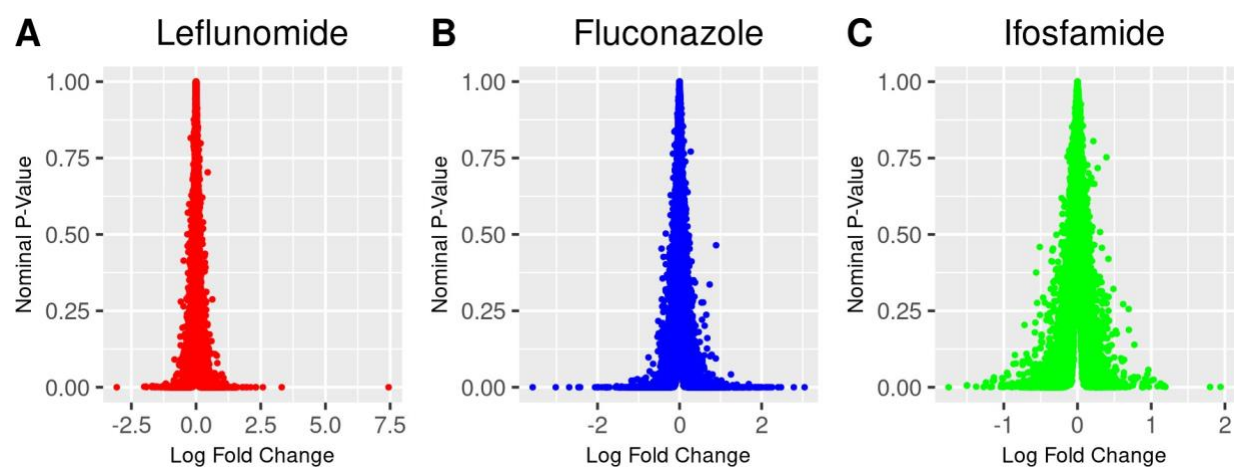 A Leflunomide
1.00
0.75
0.50
0.25
0.00
Nominal P-Value
-2.5 0.0 2.5 5.0 7.5
Log Fold Change
B Fluconazole
1.00
0.75
0.50
0.25
0.00
Nominal P-Value
-2 0 2
Log Fold Change
C Ifosfamide
1.00
0.75
0.50
0.25
0.00
Nominal P-Value
-1 0 1 2
Log Fold Change